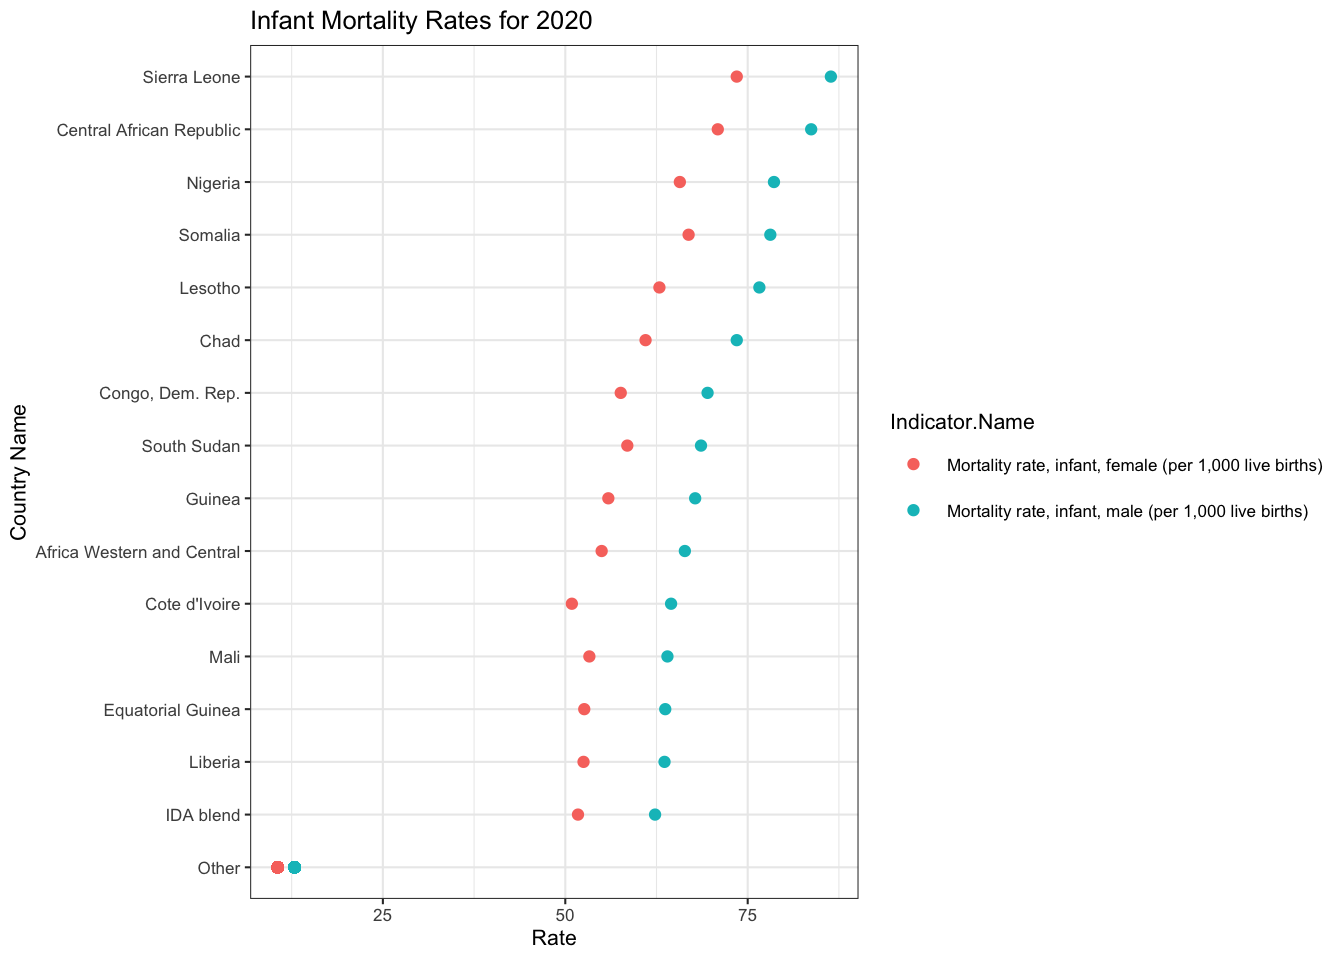 Infant Mortality Rates for 2020
Country Name
Sierra Leone
Central African Republic
Nigeria
Somalia
Lesotho
Chad
Congo, Dem. Rep.
South Sudan
Guinea
Africa Western and Central
Cote d'Ivoire
Mali
Equatorial Guinea
Liberia
IDA blend
Other
25 50 75
Rate
Indicator.Name
Mortality rate, infant, female (per 1,000 live births)
Mortality rate, infant, male (per 1,000 live births)